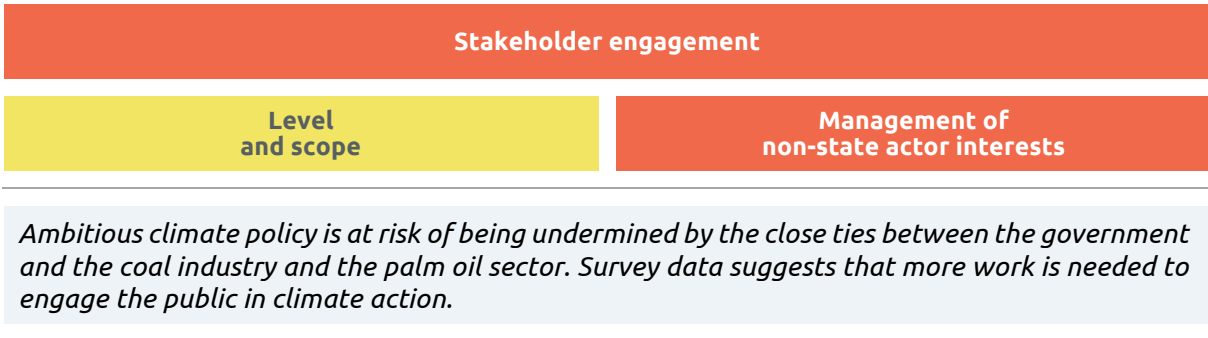 Stakeholder engagement
Level
and scope
Management of
non-state actor interests
Ambitious climate policy is at risk of being undermined by the close ties between the government
and the coal industry and the palm oil sector. Survey data suggests that more work is needed to
engage the public in climate action.